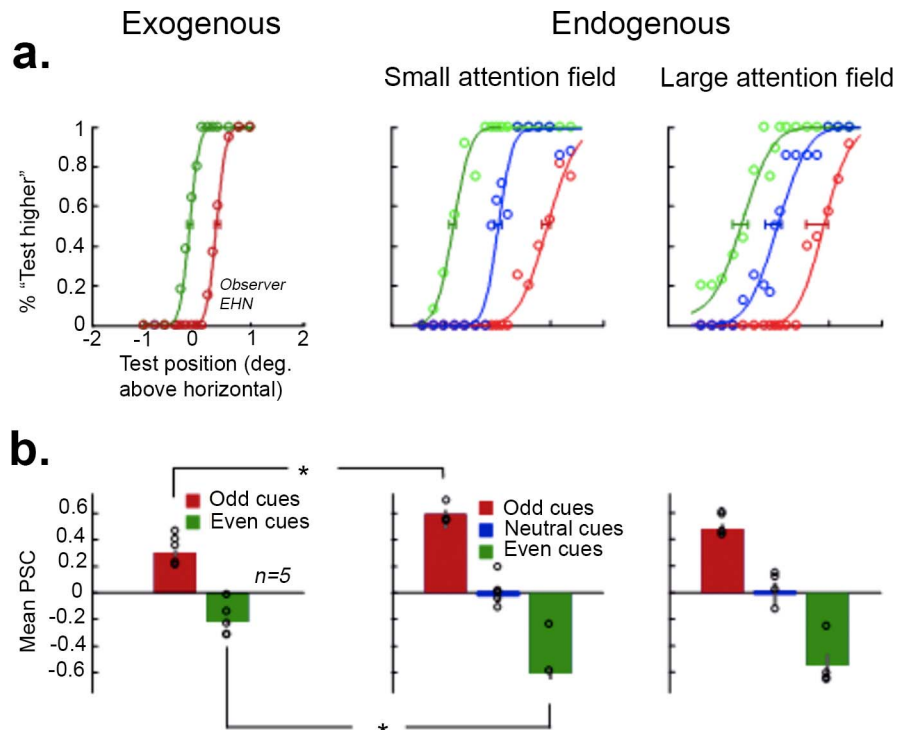 Exogenous
Endogenous
a.
Small attention field
Large attention field
% “Test higher”
1
0.8
0.6
0.4
0.2
0
Observer
EHN
-2
-1
0
1
2
Test position (deg.
above horizontal)
b.
*
Mean PSC
0.6
0.4
0.2
0
-0.2
-0.4
-0.6
Odd cues
Even cues
n=5
Odd cues
Neutral cues
Even cues
*